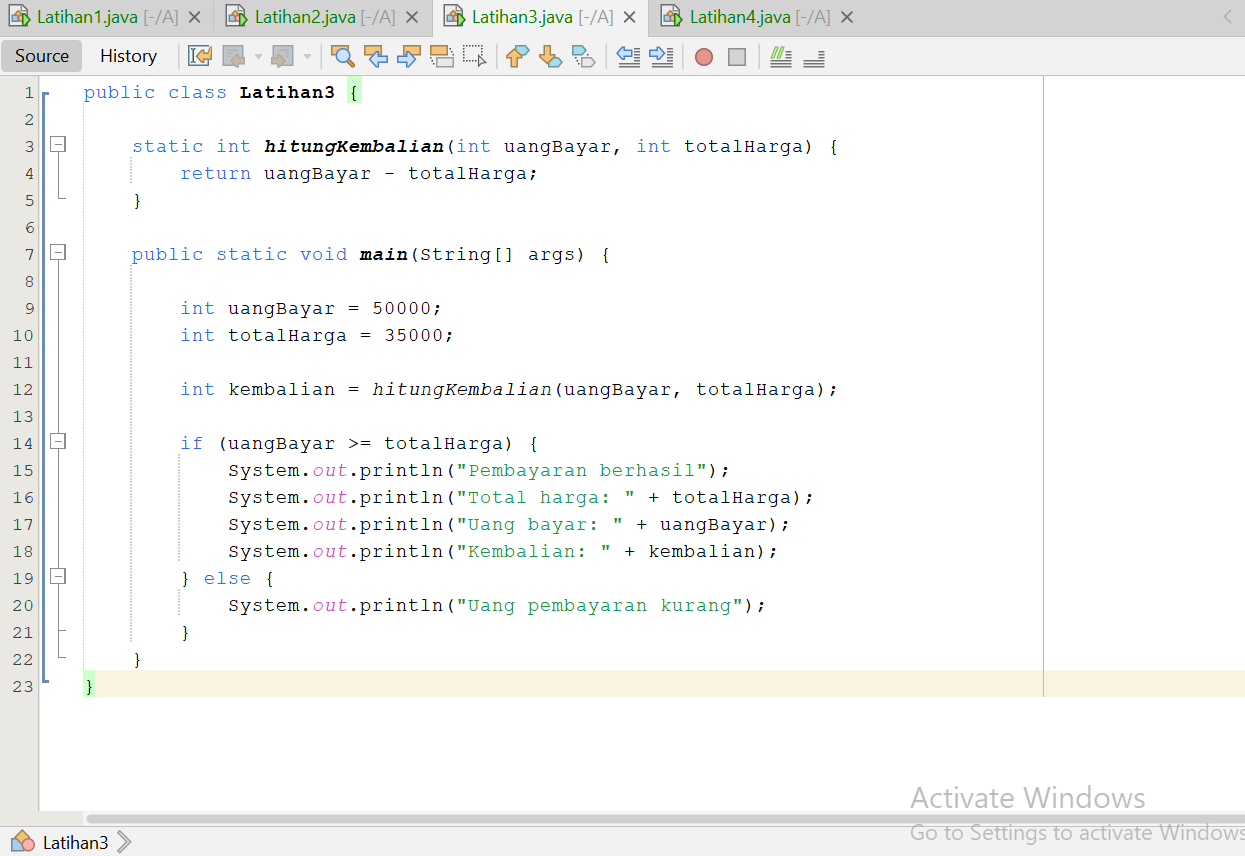 Latihan1.java [-/A] Latihan2.java [-/A] Latihan3.java [-/A] Latihan4.java [-/A]
Source History
1 public class Latihan3 {
2
3 static int hitungKembalian(int uangBayar, int totalHarga) {
4 return uangBayar - totalHarga;
5 }
6
7 public static void main(String[] args) {
8
9 int uangBayar = 50000;
10 int totalHarga = 35000;
11
12 int kembalian = hitungKembalian(uangBayar, totalHarga);
13
14 if (uangBayar >= totalHarga) {
15 System.out.println("Pembayaran berhasil");
16 System.out.println("Total harga: " + totalHarga);
17 System.out.println("Uang bayar: " + uangBayar);
18 System.out.println("Kembalian: " + kembalian);
19 } else {
20 System.out.println("Uang pembayaran kurang");
21 }
22 }
23 }
Activate Windows
Go to Settings to activate Windows
Latihan3